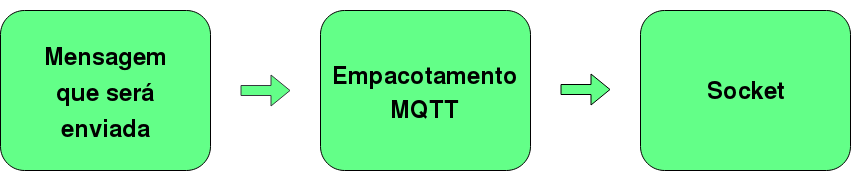 Mensagem
que será
enviada
Empacotamento
MQTT
Socket